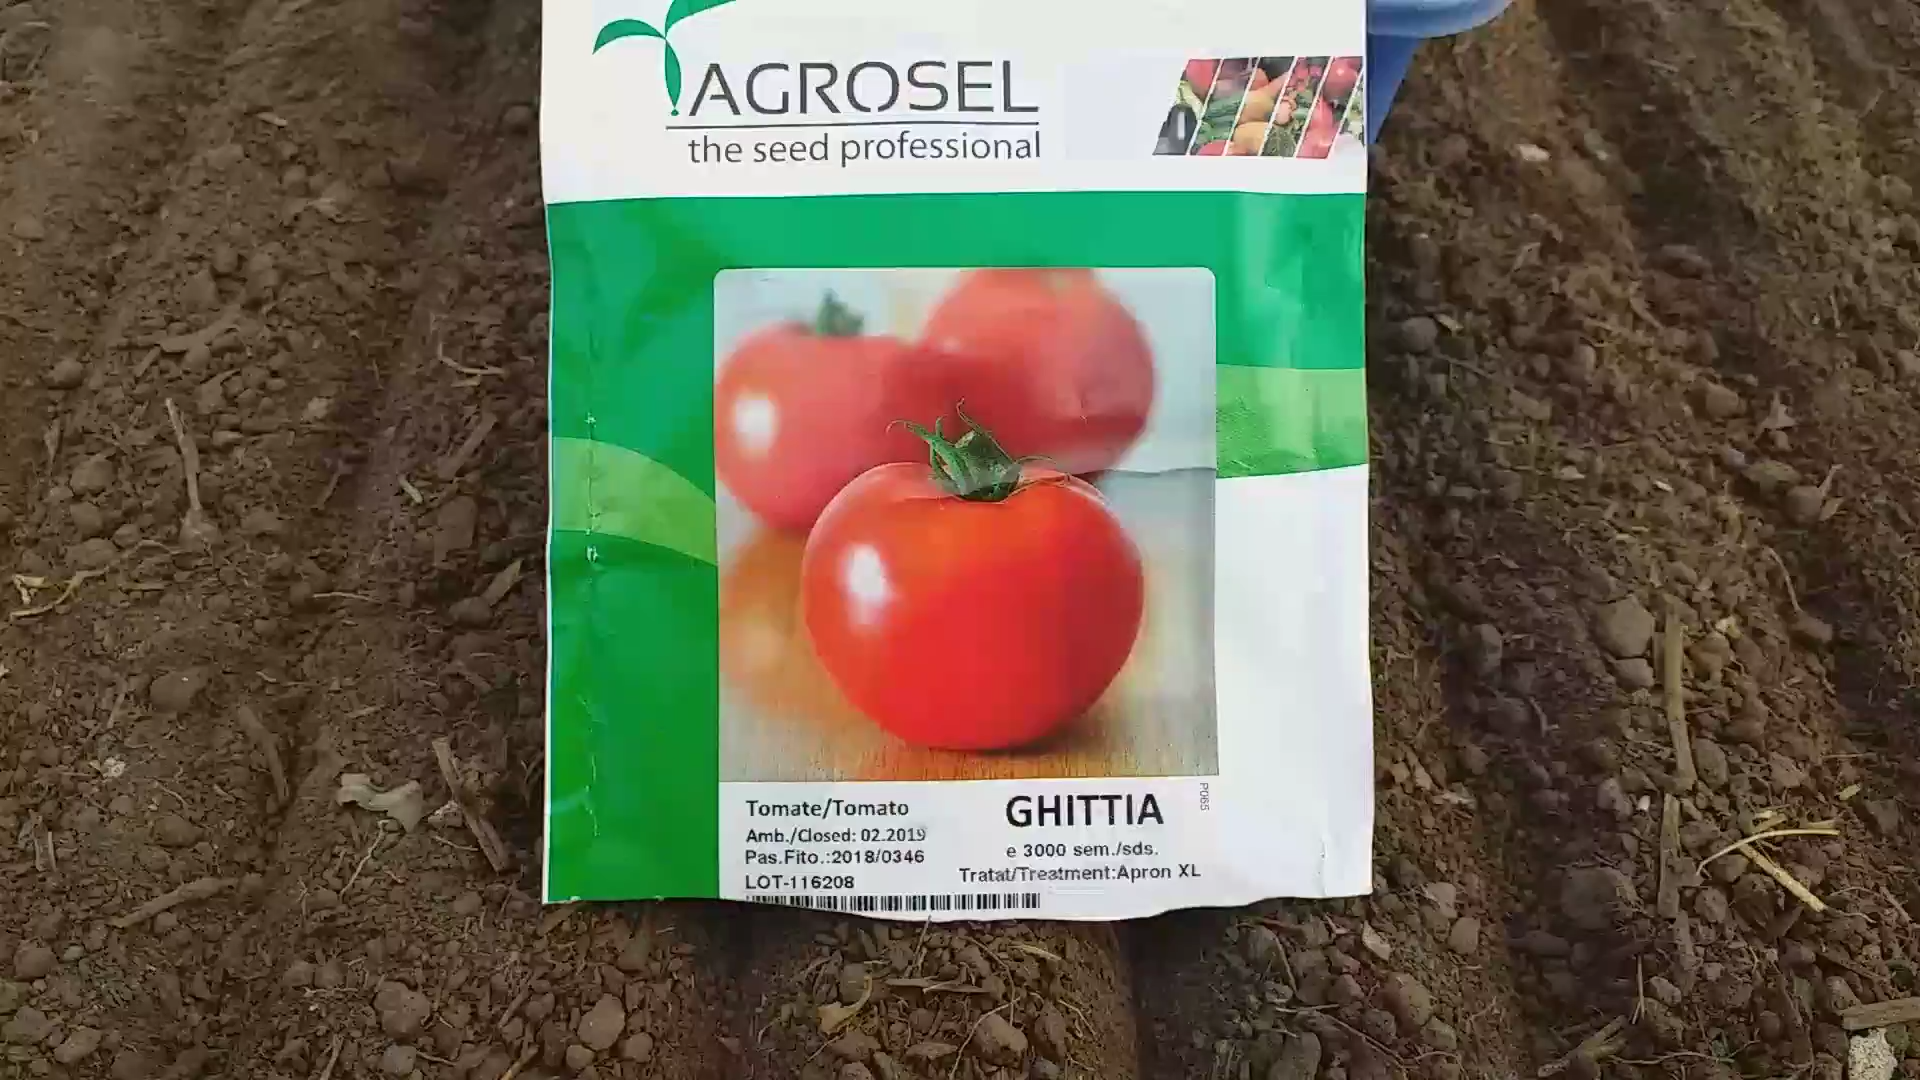 AGROSEL
the seed professional
Tomate/Tomato
Amb./Closed: 02.2019
Pas.Fito.:2018/0346
LOT-116208
GHITTIA
e 3000 sem./sds.
Tratat/Treatment:Apron XL
P065